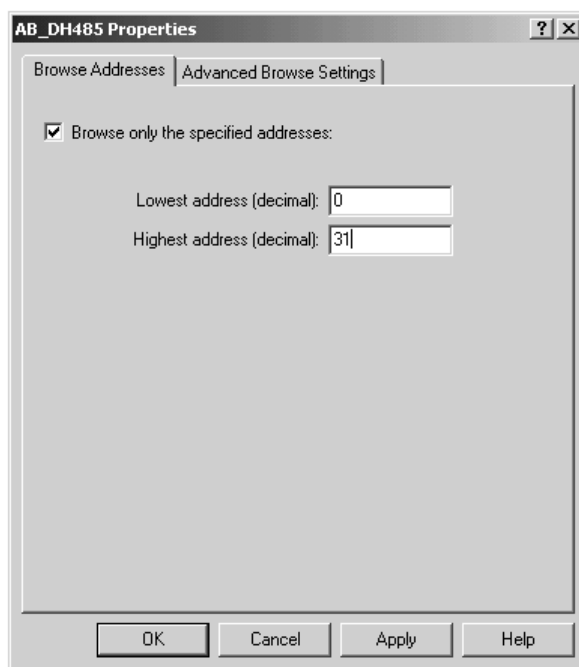 AB_DH485 Properties
Browse Addresses Advanced Browse Settings
Browse only the specified addresses:
Lowest address (decimal): 0
Highest address (decimal): 31
OK Cancel Apply Help